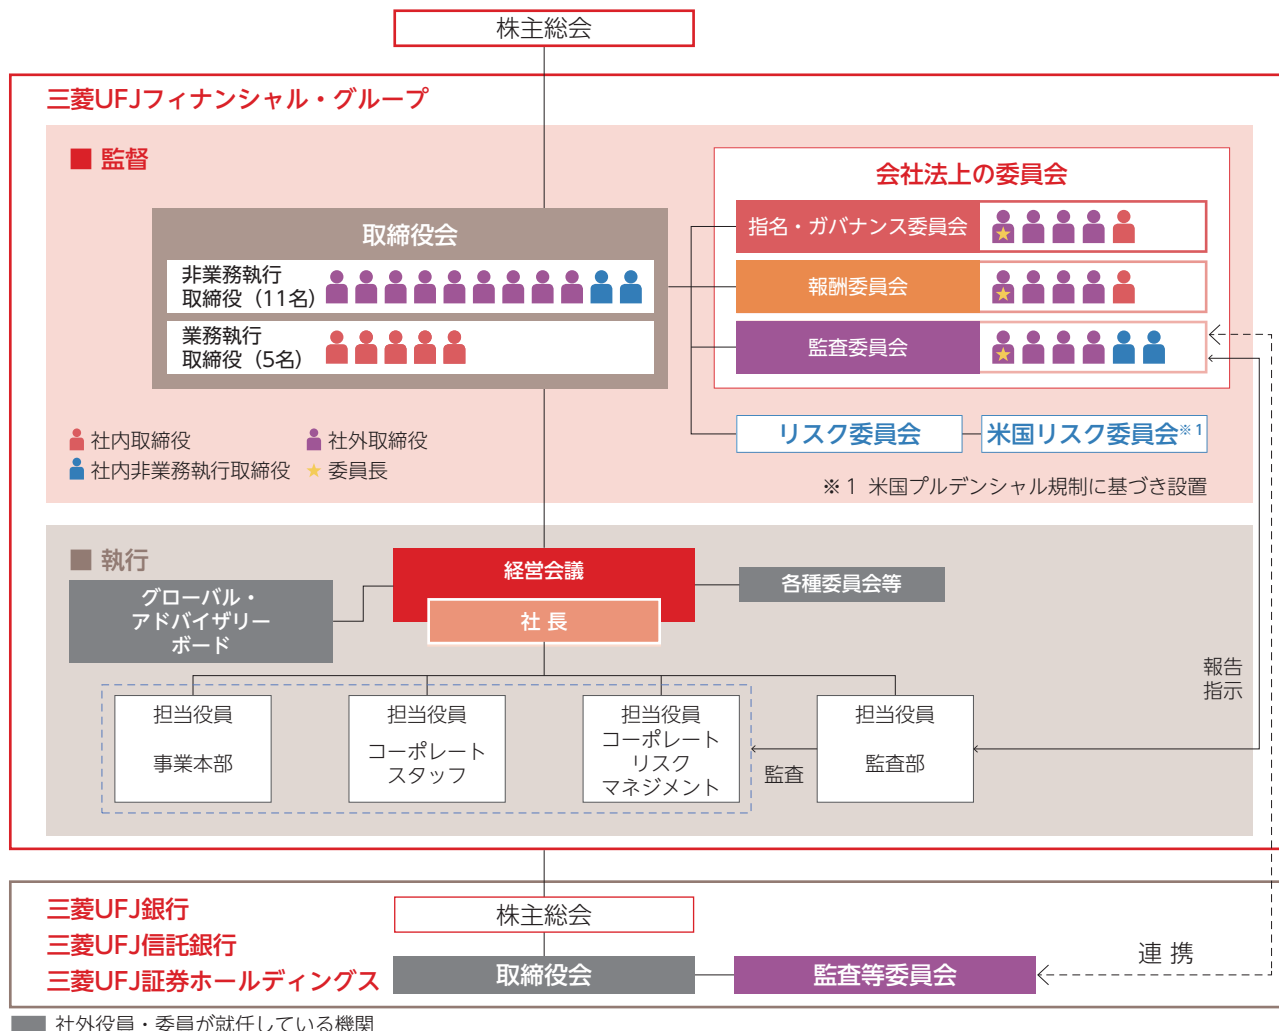 株主総会
三菱UFJフィナンシャル・グループ
■ 監督
取締役会
非業務執行
取締役（11名）
業務執行
取締役（5名）
会社法上の委員会
指名・ガバナンス委員会
報酬委員会
監査委員会
リスク委員会
米国リスク委員会※1
社内取締役
社外取締役
社内非業務執行取締役
★ 委員長
※1 米国プルデンシャル規制に基づき設置
■ 執行
経営会議
社長
グローバル・
アドバイザリー
ボード
各種委員会等
担当役員
事業本部
担当役員
コーポレート
スタッフ
担当役員
コーポレート
リスク
マネジメント
監査
担当役員
監査部
報告
指示
三菱UFJ銀行
三菱UFJ信託銀行
三菱UFJ証券ホールディングス
株主総会
取締役会
監査等委員会
連携
社外役員・委員が就任している機関